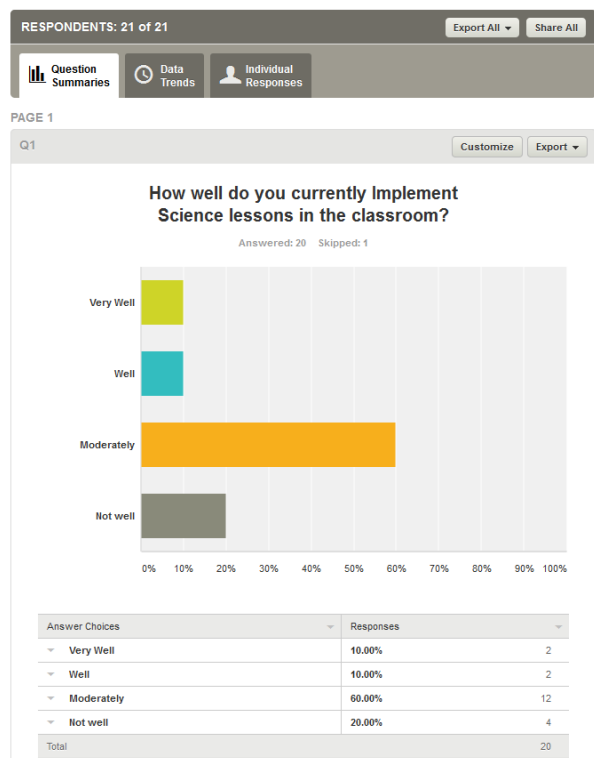 RESPONDENTS: 21 of 21
Export All
Share All
Question
Summaries
Data
Trends
Individual
Responses
PAGE 1
Q1
Customize
Export
How well do you currently Implement
Science lessons in the classroom?
Answered: 20 Skipped: 1
Very Well
Well
Moderately
Not well
0% 10% 20% 30% 40% 50% 60% 70% 80% 90% 100%
Answer Choices Responses
Very Well 10.00% 2
Well 10.00% 2
Moderately 60.00% 12
Not well 20.00% 4
Total 20